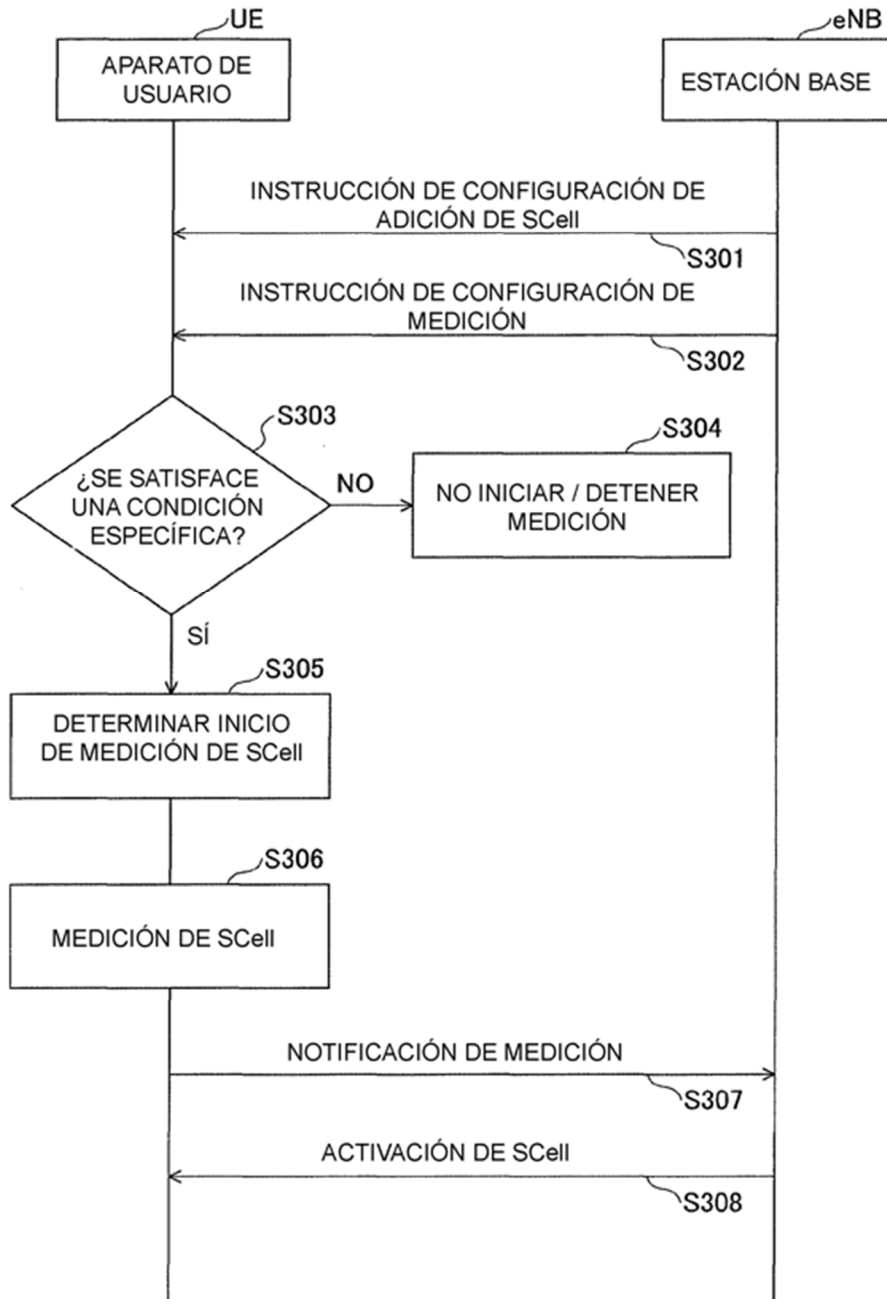 UE
eNB
APARATO DE
USUARIO
ESTACIÓN BASE
INSTRUCCIÓN DE CONFIGURACIÓN DE
ADICIÓN DE SCell
S301
INSTRUCCIÓN DE CONFIGURACIÓN DE
MEDICIÓN
S302
S303
¿SE SATISFACE
UNA CONDICIÓN
ESPECÍFICA?
NO
S304
NO INICIAR / DETENER
MEDICIÓN
SÍ
S305
DETERMINAR INICIO
DE MEDICIÓN DE SCell
S306
MEDICIÓN DE SCell
NOTIFICACIÓN DE MEDICIÓN
S307
ACTIVACIÓN DE SCell
S308